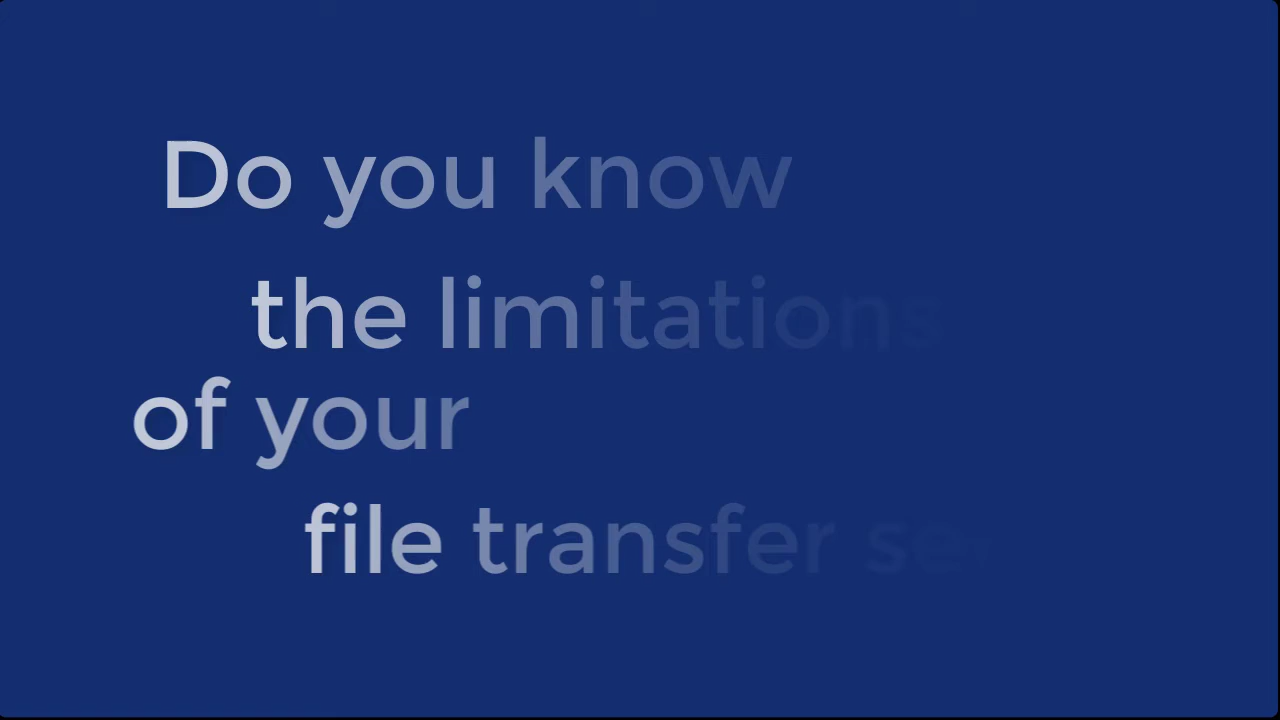 Do you know
the limitations
of your
file transfer